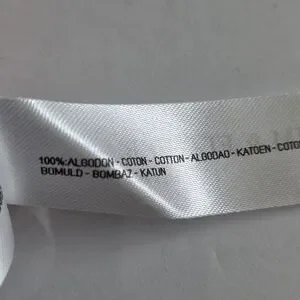 100%:ALGODON - COTON - COTTON - ALGODAO - KATOEN - COTO
BOMULD - BOMBAZ - KATUN